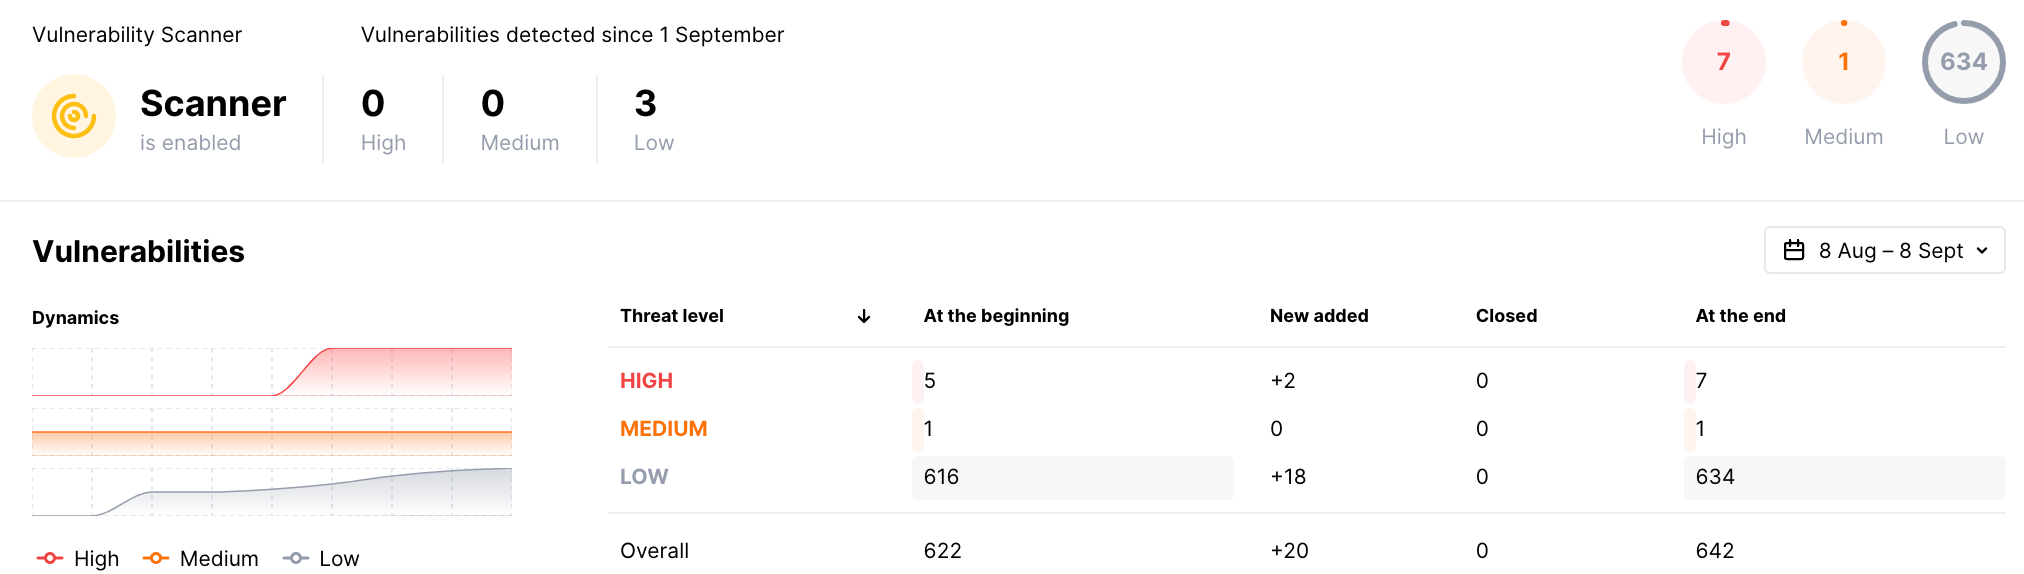 Vulnerability Scanner
Vulnerabilities detected since 1 September
Scanner
is enabled
0
High
0
Medium
3
Low
7
High
1
Medium
634
Low
Vulnerabilities
8 Aug – 8 Sept
Dynamics
High Medium Low
Threat level At the beginning New added Closed At the end
HIGH 5 +2 0 7
MEDIUM 1 0 0 1
LOW 616 +18 0 634
Overall 622 +20 0 642